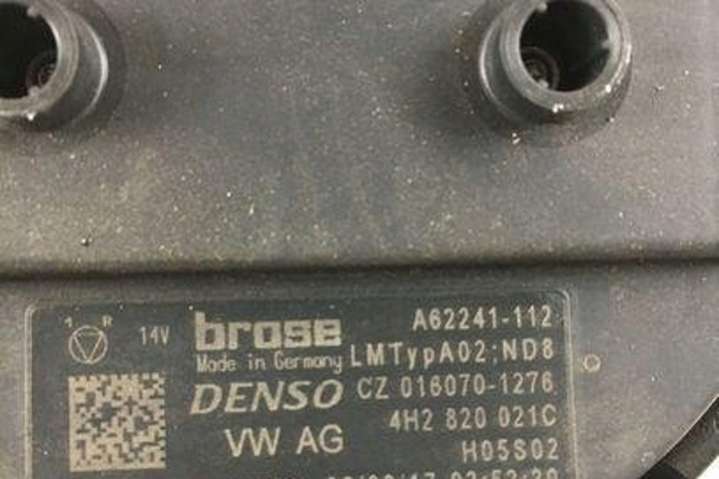 1 R 14V brose A62241-112
Made in Germany LMTypA02;ND8
DENSO CZ 016070-1276
VW AG 4H2 820 021C
H05S02